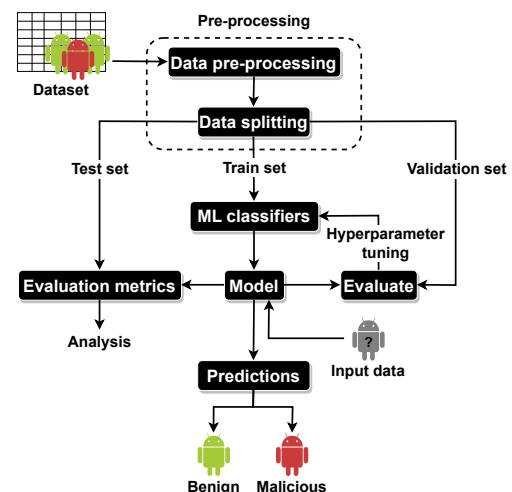 Pre-processing
Data pre-processing
Dataset
Data splitting
Test set
Train set
Validation set
ML classifiers
Hyperparameter
tuning
Evaluation metrics
Model
Evaluate
Analysis
?
Input data
Predictions
Benign
Malicious